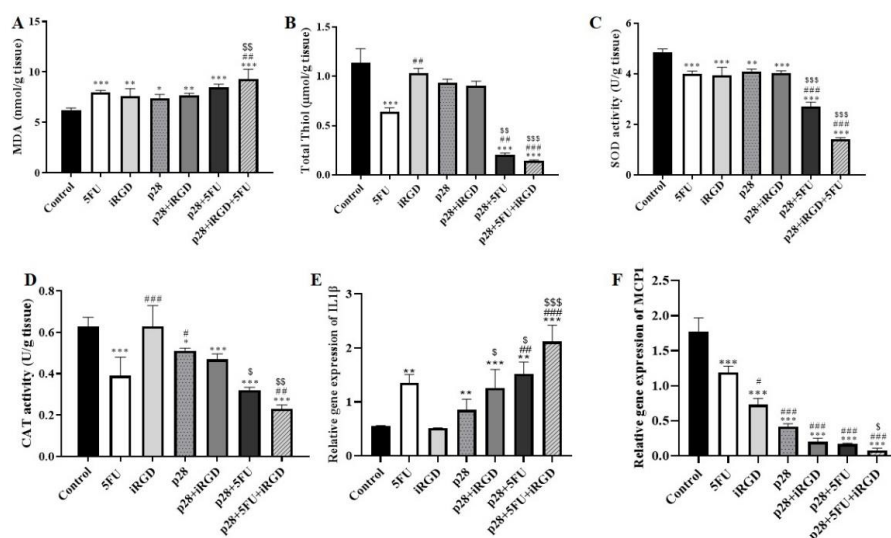 A
MDA (nmol/g tissue)
15
10
5
0
***
**
*
**
***
$$
##
***
Control
5FU
iRGD
p28
p28+iRGD
p28+5FU
p28+iRGD+5FU
B
Total Thiol (µmol/g tissue)
1.5
1.0
0.5
0.0
***
##
$$
##
***
$$$
###
***
Control
5FU
iRGD
p28
p28+iRGD
p28+5FU
p28+5FU+iRGD
C
SOD activity (U/g tissue)
6
4
2
0
***
***
**
***
$$$
###
***
$$$
###
***
Control
5FU
iRGD
p28
p28+iRGD
p28+5FU
p28+iRGD+5FU
D
CAT activity (U/g tissue)
0.8
0.6
0.4
0.2
0.0
***
###
#
*
***
$
***
$$
##
***
Control
5FU
iRGD
p28
p28+iRGD
p28+5FU
p28+5FU+iRGD
E
Relative gene expression of IL1β
3
2
1
0
**
**
$
***
$
##
**
$$$
###
***
Control
5FU
iRGD
p28
p28+iRGD
p28+5FU
p28+5FU+iRGD
F
Relative gene expression of MCP1
2.5
2.0
1.5
1.0
0.5
0.0
***
#
***
###
***
###
***
###
***
$
###
***
Control
5FU
iRGD
p28
p28+iRGD
p28+5FU
p28+5FU+iRGD